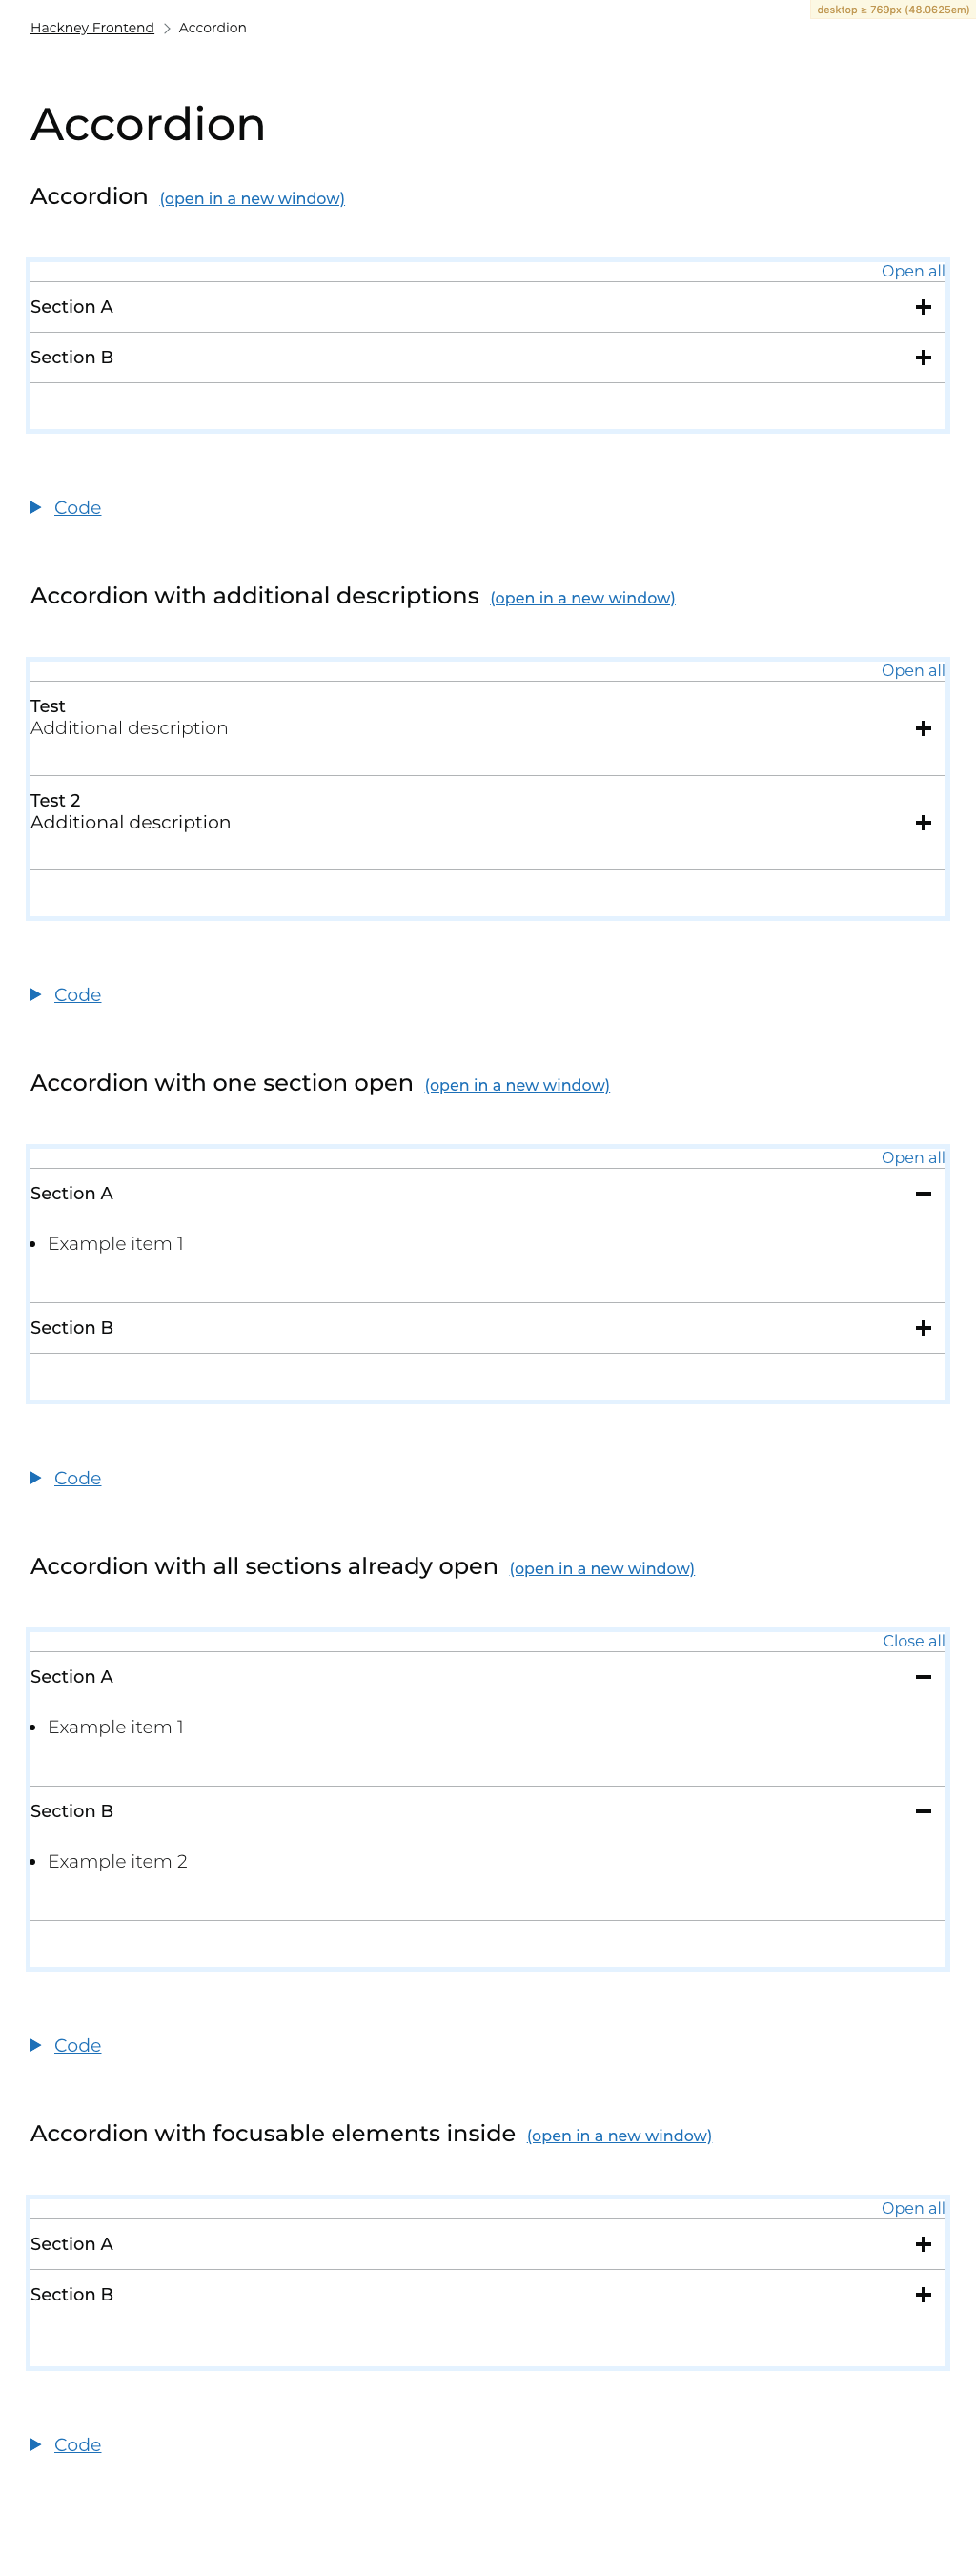 desktop ≥ 769px (48.0625em)
Hackney Frontend Accordion
Accordion
Accordion (open in a new window)
Open all
Section A
Section B
Code
Accordion with additional descriptions (open in a new window)
Open all
Test
Additional description
Test 2
Additional description
Code
Accordion with one section open (open in a new window)
Open all
Section A
Example item 1
Section B
Code
Accordion with all sections already open (open in a new window)
Close all
Section A
Example item 1
Section B
Example item 2
Code
Accordion with focusable elements inside (open in a new window)
Open all
Section A
Section B
Code